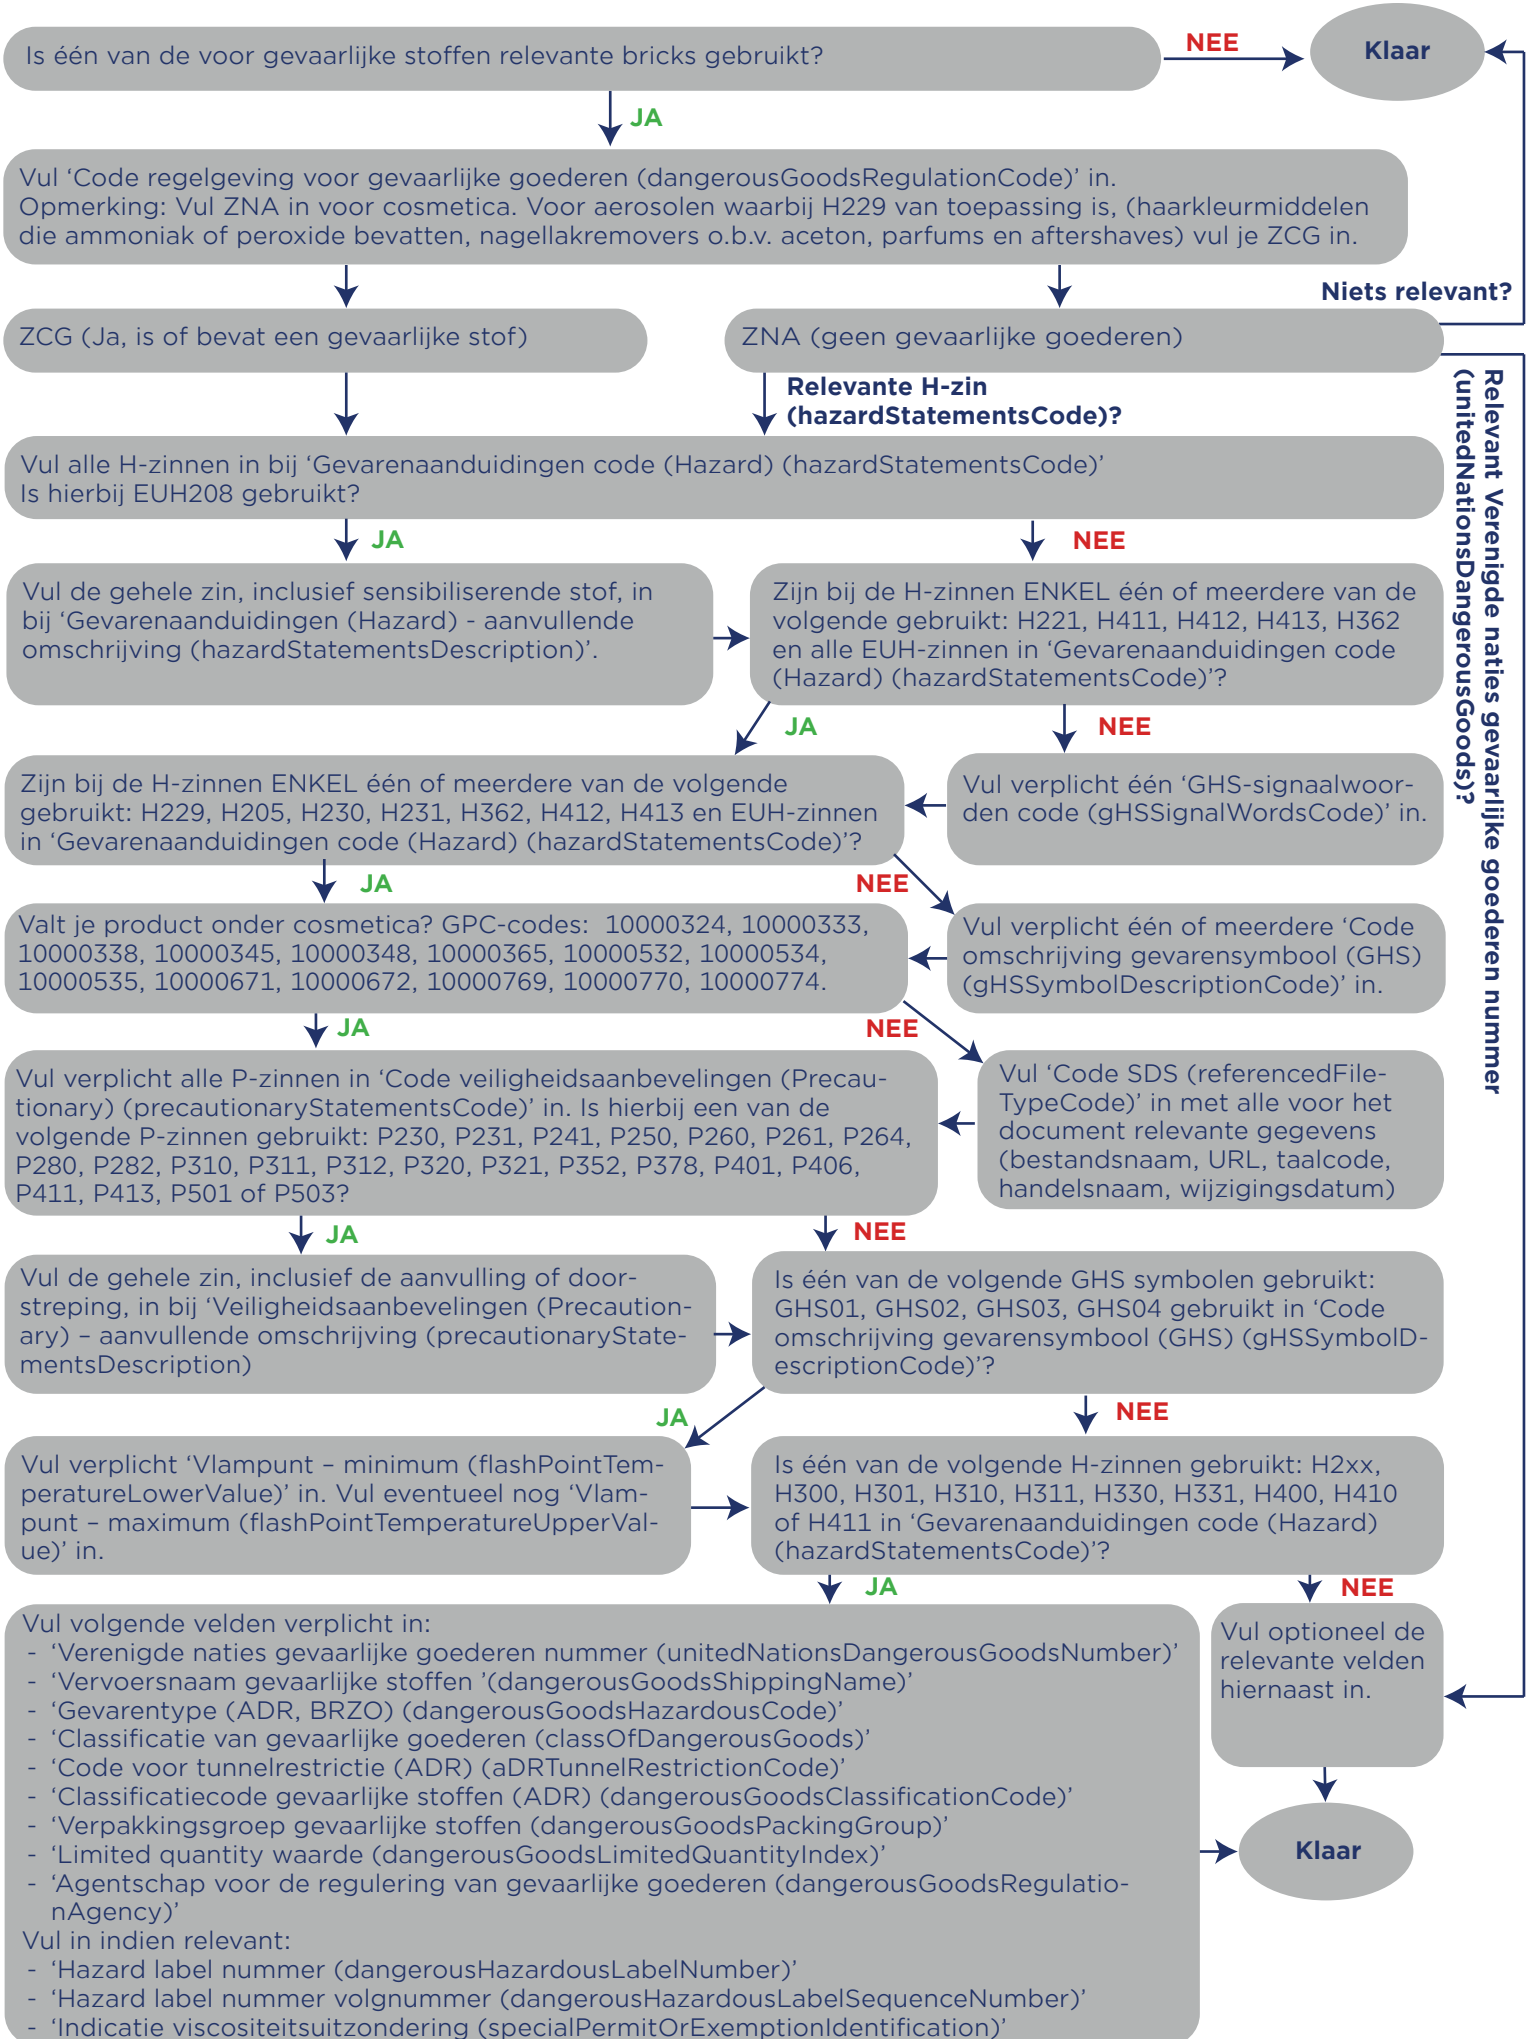 Is één van de voor gevaarlijke stoffen relevante bricks gebruikt?
NEE
Klaar
JA
Vul ‘Code regelgeving voor gevaarlijke goederen (dangerousGoodsRegulationCode)’ in.
Opmerking: Vul ZNA in voor cosmetica. Voor aerosolen waarbij H229 van toepassing is, (haarkleurmiddelen
die ammoniak of peroxide bevatten, nagellakremovers o.b.v. aceton, parfums en aftershaves) vul je ZCG in.
Niets relevant?
ZCG (Ja, is of bevat een gevaarlijke stof)
ZNA (geen gevaarlijke goederen)
Relevante H-zin
(hazardStatementsCode)?
Relevant Verenigde naties gevaarlijke goederen nummer
(unitedNationsDangerousGoods)?
Vul alle H-zinnen in bij ‘Gevarenaanduidingen code (Hazard) (hazardStatementsCode)’
Is hierbij EUH208 gebruikt?
JA
NEE
Vul de gehele zin, inclusief sensibiliserende stof, in
bij ‘Gevarenaanduidingen (Hazard) - aanvullende
omschrijving (hazardStatementsDescription)’.
Zijn bij de H-zinnen ENKEL één of meerdere van de
volgende gebruikt: H221, H411, H412, H413, H362
en alle EUH-zinnen in ‘Gevarenaanduidingen code
(Hazard) (hazardStatementsCode)’?
JA
NEE
Zijn bij de H-zinnen ENKEL één of meerdere van de volgende
gebruikt: H229, H205, H230, H231, H362, H412, H413 en EUH-zinnen
in ‘Gevarenaanduidingen code (Hazard) (hazardStatementsCode)’?
Vul verplicht één ‘GHS-signaalwoor-
den code (gHSSignalWordsCode)’ in.
JA
NEE
Valt je product onder cosmetica? GPC-codes: 10000324, 10000333,
10000338, 10000345, 10000348, 10000365, 10000532, 10000534,
10000535, 10000671, 10000672, 10000769, 10000770, 10000774.
Vul verplicht één of meerdere ‘Code
omschrijving gevarensymbool (GHS)
(gHSSymbolDescriptionCode)’ in.
JA
NEE
Vul verplicht alle P-zinnen in ‘Code veiligheidsaanbevelingen (Precau-
tionary) (precautionaryStatementsCode)’ in. Is hierbij een van de
volgende P-zinnen gebruikt: P230, P231, P241, P250, P260, P261, P264,
P280, P282, P310, P311, P312, P320, P321, P352, P378, P401, P406,
P411, P413, P501 of P503?
Vul ‘Code SDS (referencedFile-
TypeCode)’ in met alle voor het
document relevante gegevens
(bestandsnaam, URL, taalcode,
handelsnaam, wijzigingsdatum)
JA
NEE
Vul de gehele zin, inclusief de aanvulling of door-
streping, in bij ‘Veiligheidsaanbevelingen (Precaution-
ary) – aanvullende omschrijving (precautionaryState-
mentsDescription)
Is één van de volgende GHS symbolen gebruikt:
GHS01, GHS02, GHS03, GHS04 gebruikt in ‘Code
omschrijving gevarensymbool (GHS) (gHSSymbolD-
escriptionCode)’?
JA
NEE
Vul verplicht ‘Vlampunt – minimum (flashPointTem-
peratureLowerValue)’ in. Vul eventueel nog ‘Vlam-
punt – maximum (flashPointTemperatureUpperVal-
ue)’ in.
Is één van de volgende H-zinnen gebruikt: H2xx,
H300, H301, H310, H311, H330, H331, H400, H410
of H411 in ‘Gevarenaanduidingen code (Hazard)
(hazardStatementsCode)’?
JA
NEE
Vul volgende velden verplicht in:
- ‘Verenigde naties gevaarlijke goederen nummer (unitedNationsDangerousGoodsNumber)’
- ‘Vervoersnaam gevaarlijke stoffen ’(dangerousGoodsShippingName)’
- ‘Gevarentype (ADR, BRZO) (dangerousGoodsHazardousCode)’
- ‘Classificatie van gevaarlijke goederen (classOfDangerousGoods)’
- ‘Code voor tunnelrestrictie (ADR) (aDRTunnelRestrictionCode)’
- ‘Classificatiecode gevaarlijke stoffen (ADR) (dangerousGoodsClassificationCode)’
- ‘Verpakkingsgroep gevaarlijke stoffen (dangerousGoodsPackingGroup)’
- ‘Limited quantity waarde (dangerousGoodsLimitedQuantityIndex)’
- ‘Agentschap voor de regulering van gevaarlijke goederen (dangerousGoodsRegulatio-
nAgency)’
Vul in indien relevant:
- ‘Hazard label nummer (dangerousHazardousLabelNumber)’
- ‘Hazard label nummer volgnummer (dangerousHazardousLabelSequenceNumber)’
- ‘Indicatie viscositeitsuitzondering (specialPermitOrExemptionIdentification)’
Vul optioneel de
relevante velden
hiernaast in.
Klaar